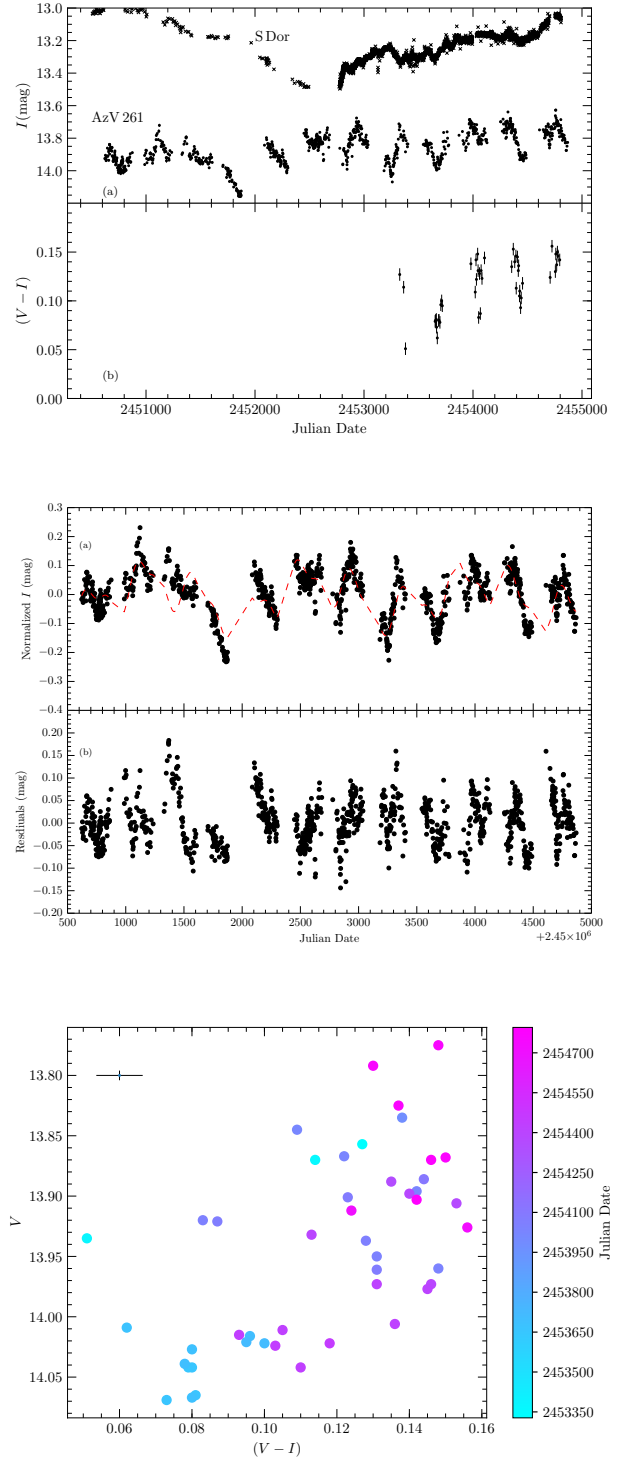 13.0
13.2
13.4
13.6
13.8
14.0
I(mag)
S Dor
AzV 261
(a)
0.15
0.10
0.05
0.00
(V − I)
(b)
2451000 2452000 2453000 2454000 2455000
Julian Date
0.3
0.2
0.1
0.0
−0.1
−0.2
−0.3
−0.4
Normalized I (mag)
(a)
0.20
0.15
0.10
0.05
0.00
−0.05
−0.10
−0.15
−0.20
Resdiuals (mag)
(b)
500 1000 1500 2000 2500 3000 3500 4000 4500 5000
Julian Date
+2.45×10⁶
13.80
13.85
13.90
13.95
14.00
14.05
V
0.06 0.08 0.10 0.12 0.14 0.16
(V − I)
2454700
2454550
2454400
2454250
2454100
2453950
2453800
2453650
2453500
2453350
Julian Date